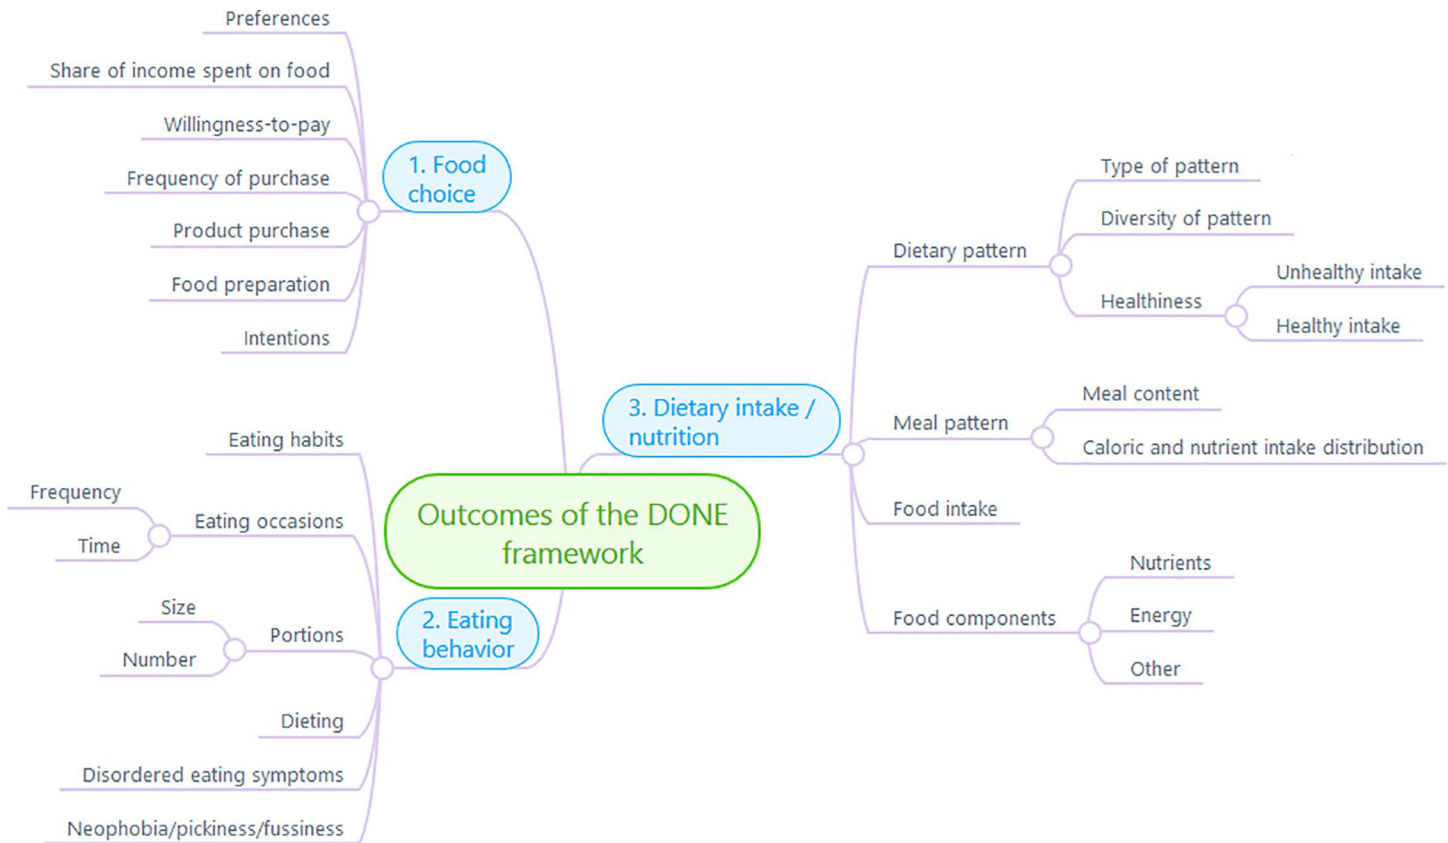 Preferences
Share of income spent on food
Willingness-to-pay
Frequency of purchase
Product purchase
Food preparation
Intentions
1. Food
choice
Eating habits
Frequency
Time
Eating occasions
Size
Number
Portions
Dieting
Disordered eating symptoms
Neophobia/pickiness/fussiness
2. Eating
behavior
Outcomes of the DONE
framework
3. Dietary intake /
nutrition
Dietary pattern
Type of pattern
Diversity of pattern
Healthiness
Unhealthy intake
Healthy intake
Meal pattern
Meal content
Caloric and nutrient intake distribution
Food intake
Food components
Nutrients
Energy
Other